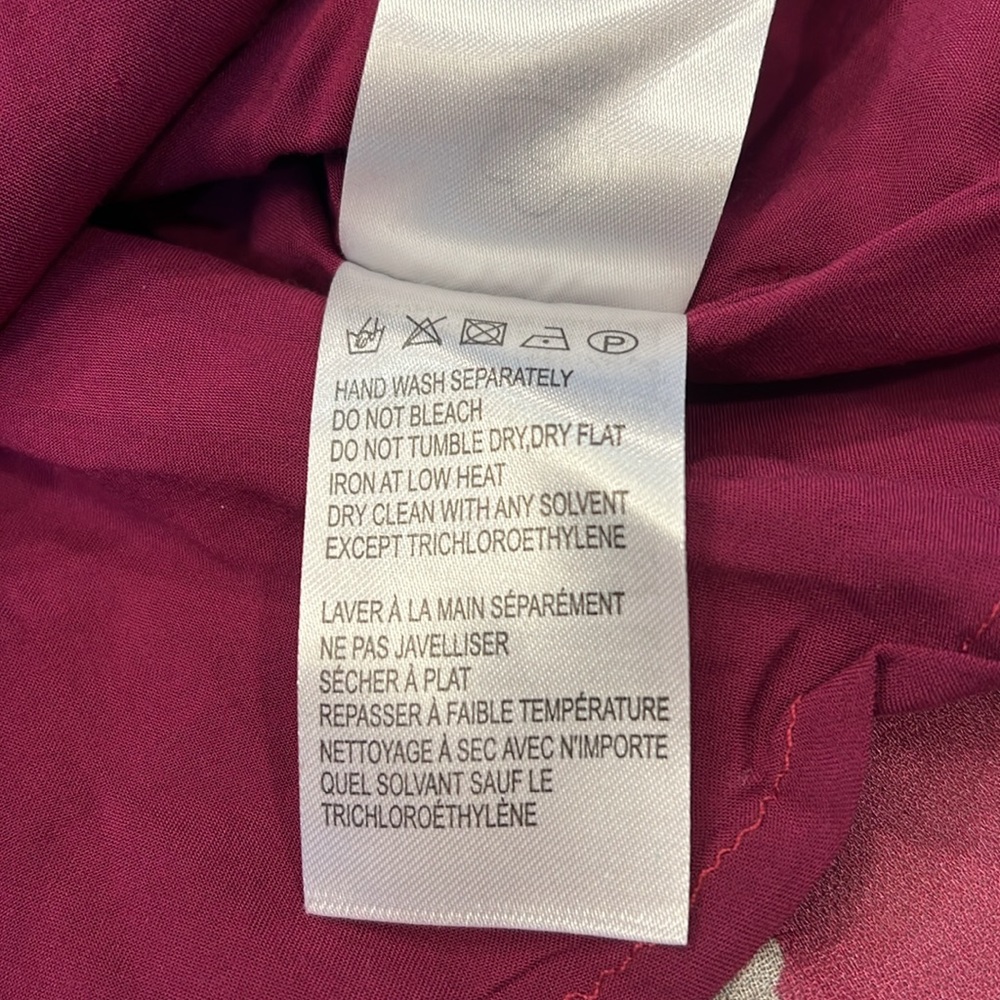 P
HAND WASH SEPARATELY
DO NOT BLEACH
DO NOT TUMBLE DRY,DRY FLAT
IRON AT LOW HEAT
DRY CLEAN WITH ANY SOLVENT
EXCEPT TRICHLOROETHYLENE
LAVER À LA MAIN SÉPARÉMENT
NE PAS JAVELLISER
SÉCHER À PLAT
REPASSER À FAIBLE TEMPÉRATURE
NETTOYAGE À SEC AVEC N'IMPORTE
QUEL SOLVANT SAUF LE
TRICHLOROÉTHYLÈNE